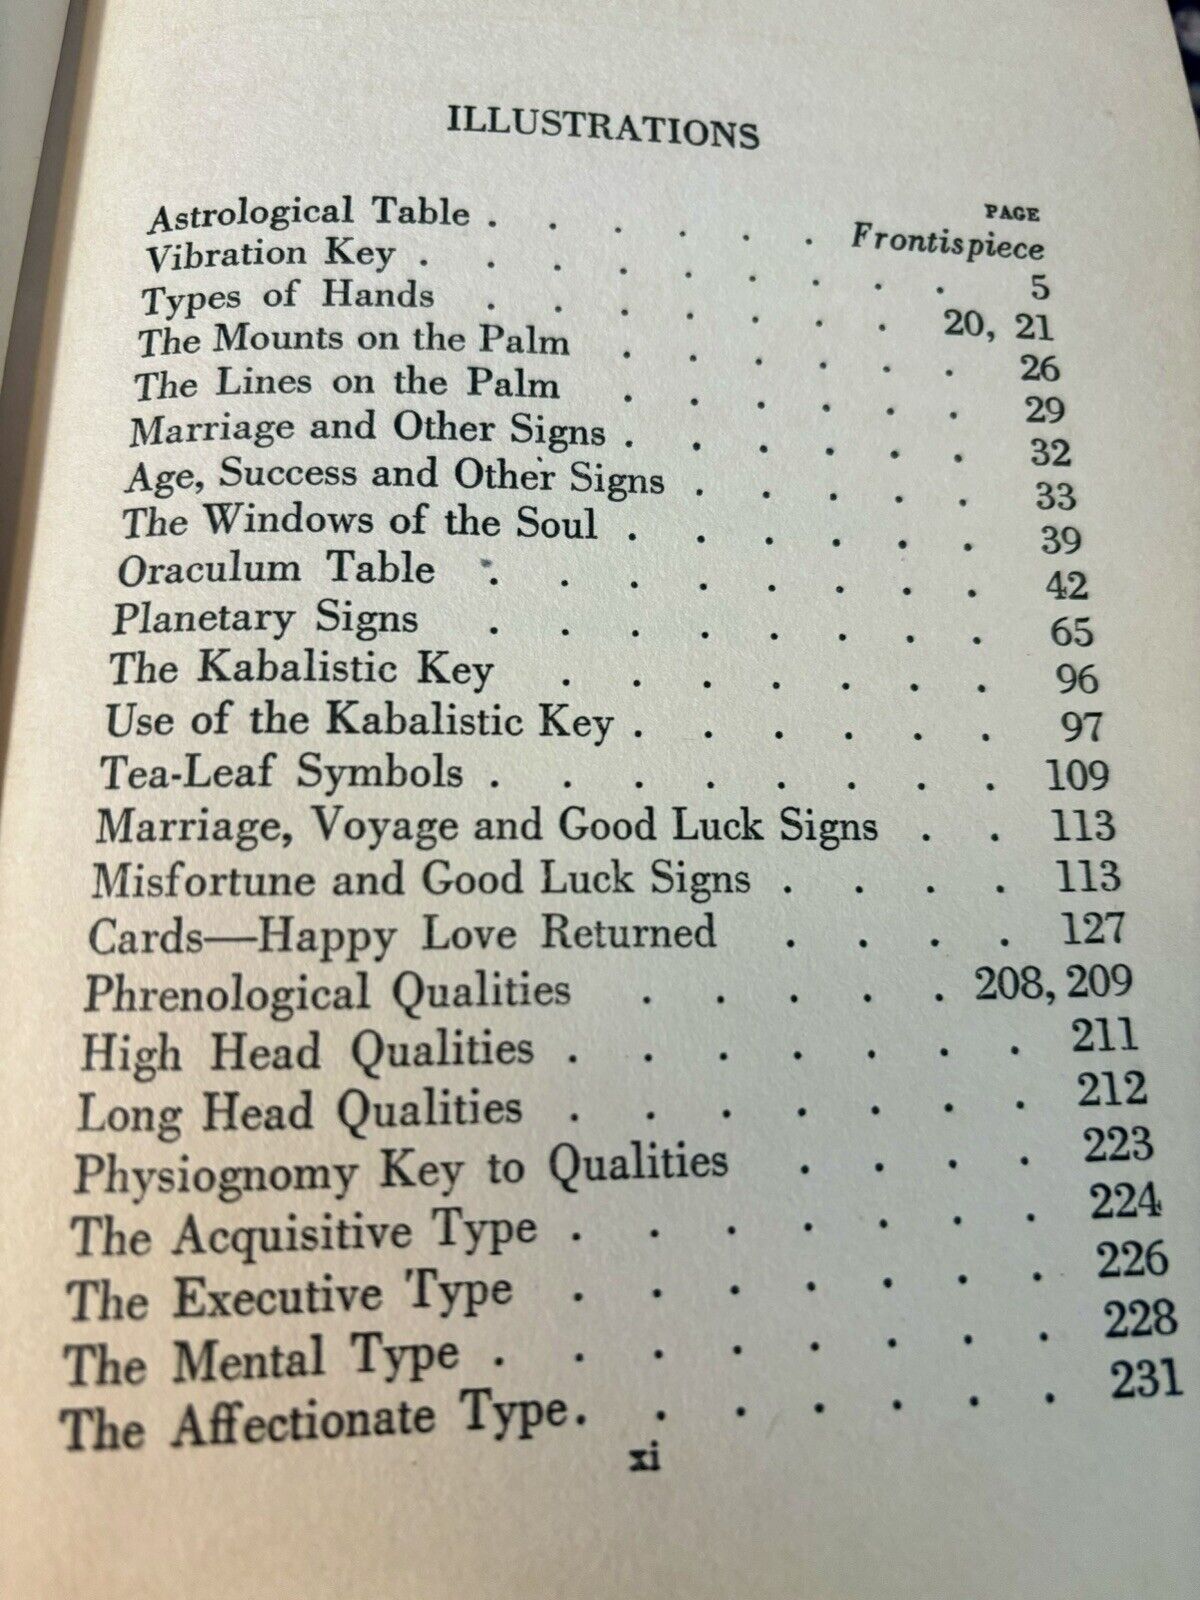 ILLUSTRATIONS
PAGE
Astrological Table . . . . . . Frontispiece
Vibration Key . . . . . . . . . 5
Types of Hands . . . . . . . 20, 21
The Mounts on the Palm . . . . . . 26
The Lines on the Palm . . . . . . 29
Marriage and Other Signs . . . . . . 32
Age, Success and Other Signs . . . . . 33
The Windows of the Soul . . . . . . 39
Oraculum Table . . . . . . . . 42
Planetary Signs . . . . . . . . 65
The Kabalistic Key . . . . . . . 96
Use of the Kabalistic Key . . . . . . 97
Tea-Leaf Symbols . . . . . . . . 109
Marriage, Voyage and Good Luck Signs . . 113
Misfortune and Good Luck Signs . . . . 113
Cards—Happy Love Returned . . . . 127
Phrenological Qualities . . . . . 208, 209
High Head Qualities . . . . . . . 211
Long Head Qualities . . . . . . . 212
Physiognomy Key to Qualities . . . . 223
The Acquisitive Type . . . . . . . 224
The Executive Type . . . . . . . 226
The Mental Type . . . . . . . . 228
The Affectionate Type . . . . . . . 231
xi